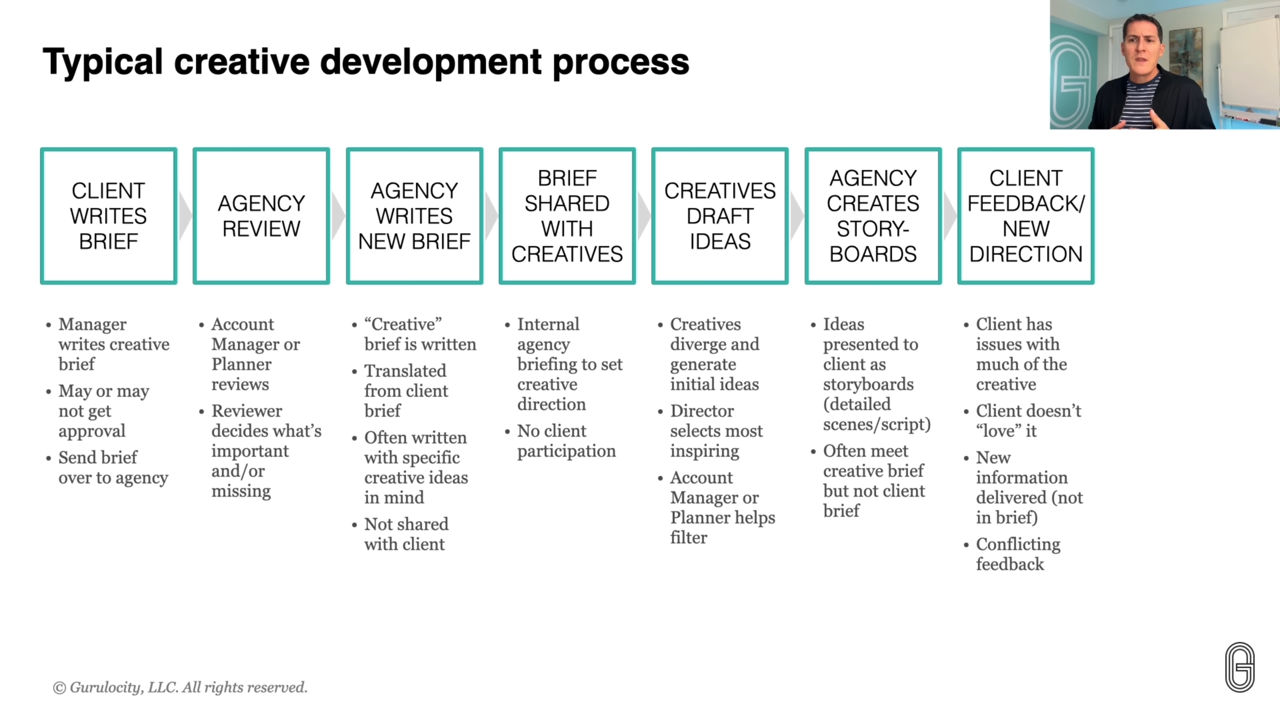 Typical creative development process
CLIENT
WRITES
BRIEF
AGENCY
REVIEW
AGENCY
WRITES
NEW BRIEF
BRIEF
SHARED
WITH
CREATIVES
CREATIVES
DRAFT
IDEAS
AGENCY
CREATES
STORY-
BOARDS
CLIENT
FEEDBACK/
NEW
DIRECTION
• Manager
writes creative
brief
• May or may
not get
approval
• Send brief
over to agency
• Account
Manager or
Planner
reviews
• Reviewer
decides what’s
important
and/or
missing
• “Creative”
brief is written
• Translated
from client
brief
• Often written
with specific
creative ideas
in mind
• Not shared
with client
• Internal
agency
briefing to set
creative
direction
• No client
participation
• Creatives
diverge and
generate
initial ideas
• Director
selects most
inspiring
• Account
Manager or
Planner helps
filter
• Ideas
presented to
client as
storyboards
(detailed
scenes/script)
• Often meet
creative brief
but not client
brief
• Client has
issues with
much of the
creative
• Client doesn’t
“love” it
• New
information
delivered (not
in brief)
• Conflicting
feedback
© Gurulocity, LLC. All rights reserved.